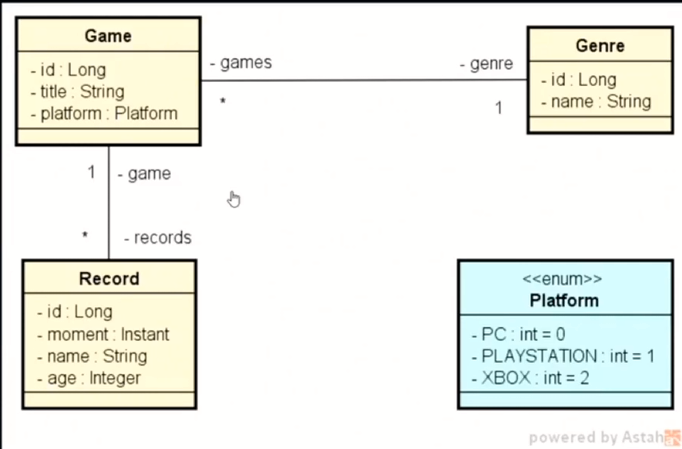 Game
- id : Long
- title : String
- platform : Platform
- games
*
- genre
1
Genre
- id : Long
- name : String
1
- game
*
- records
Record
- id : Long
- moment : Instant
- name : String
- age : Integer
<<enum>>
Platform
- PC : int = 0
- PLAYSTATION : int = 1
- XBOX : int = 2
powered by Astah